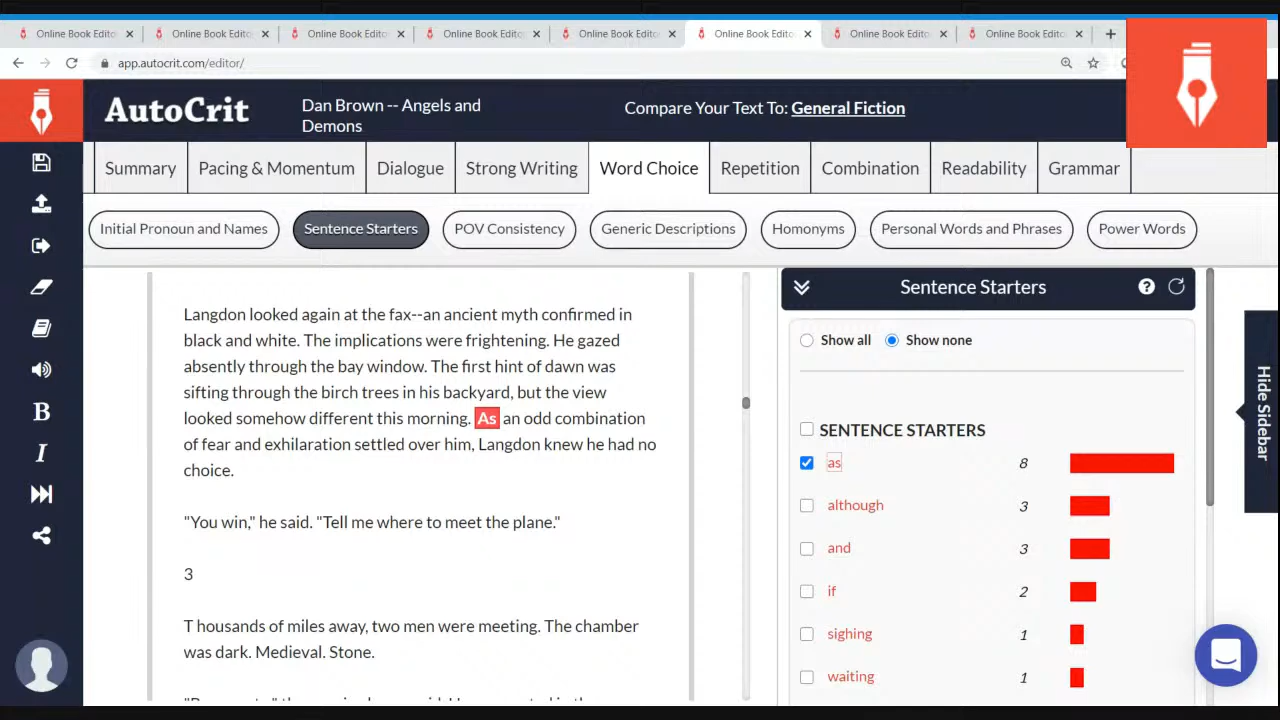 Online Book Edito Online Book Edito Online Book Edito Online Book Edito Online Book Edito Online Book Edito Online Book Edito Online Book Edito
app.autocrit.com/editor/
AutoCrit
Dan Brown -- Angels and
Demons
Compare Your Text To: General Fiction
Summary Pacing & Momentum Dialogue Strong Writing Word Choice Repetition Combination Readability Grammar
Initial Pronoun and Names Sentence Starters POV Consistency Generic Descriptions Homonyms Personal Words and Phrases Power Words
Langdon looked again at the fax--an ancient myth confirmed in
black and white. The implications were frightening. He gazed
absently through the bay window. The first hint of dawn was
sifting through the birch trees in his backyard, but the view
looked somehow different this morning. As an odd combination
of fear and exhilaration settled over him, Langdon knew he had no
choice.
"You win," he said. "Tell me where to meet the plane."
3
T housands of miles away, two men were meeting. The chamber
was dark. Medieval. Stone.
Sentence Starters
Show all Show none
SENTENCE STARTERS
as 8
although 3
and 3
if 2
sighing 1
waiting 1
Hide Sidebar
B
I